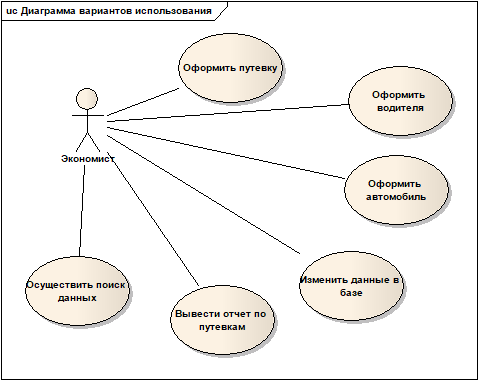 uc Диаграмма вариантов использования
Оформить путевку
Оформить
водителя
Экономист
Оформить
автомобиль
Осуществить поиск
данных
Изменить данные в
базе
Вывести отчет по
путевкам